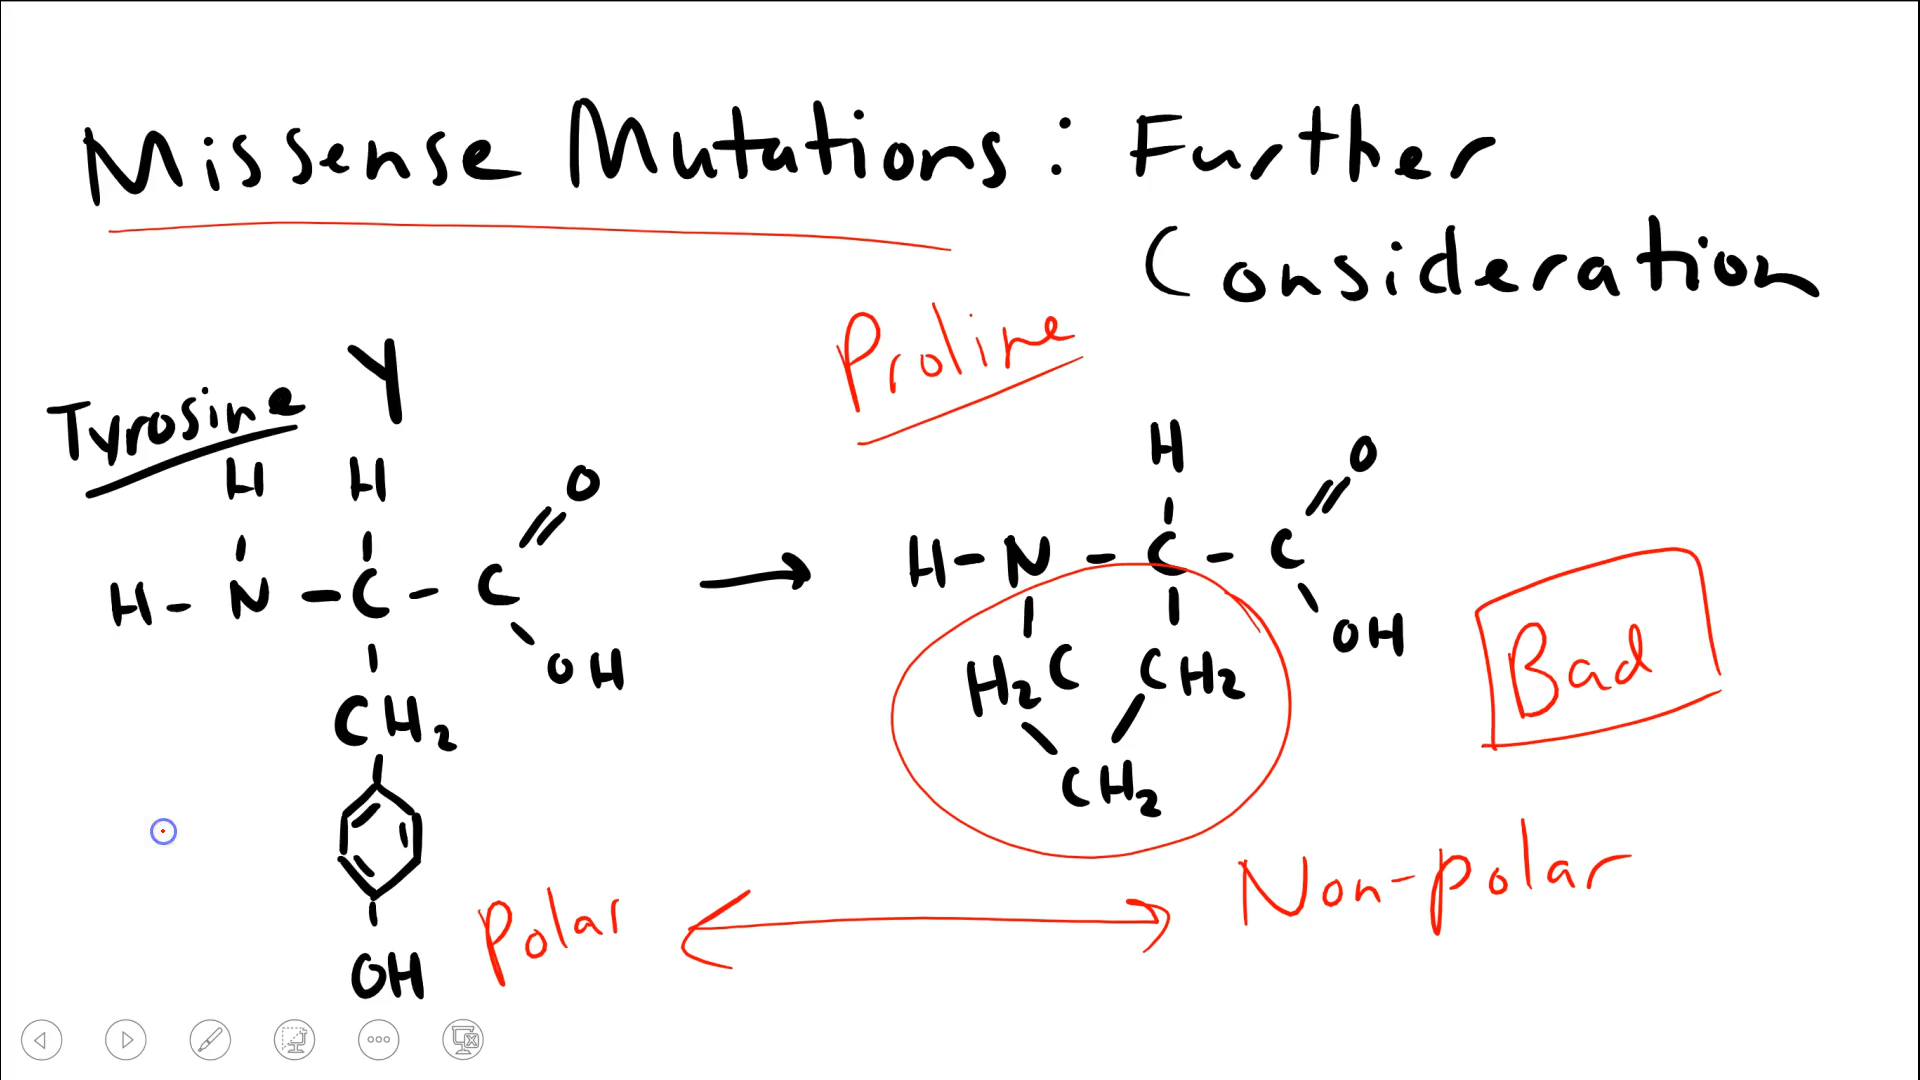 Missense Mutations: Further
Consideration
Proline
Y
Tyrosine
H H O
H - N - C - C
OH
CH2
OH
H O
H - N - C - C
OH
H2C CH2
CH2
Bad
Polar
Non-polar